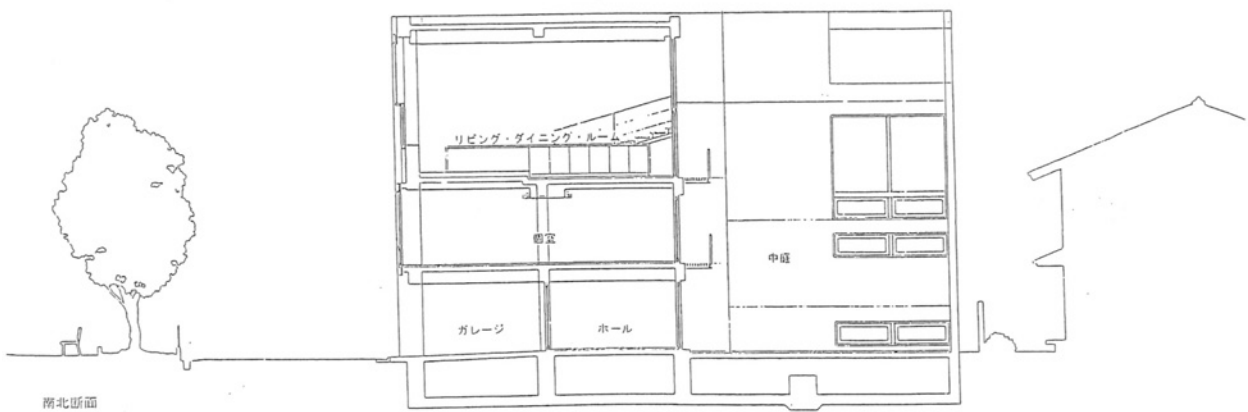 リビング・ダイニング・ルーム
個室
中庭
ガレージ
ホール
南北断面